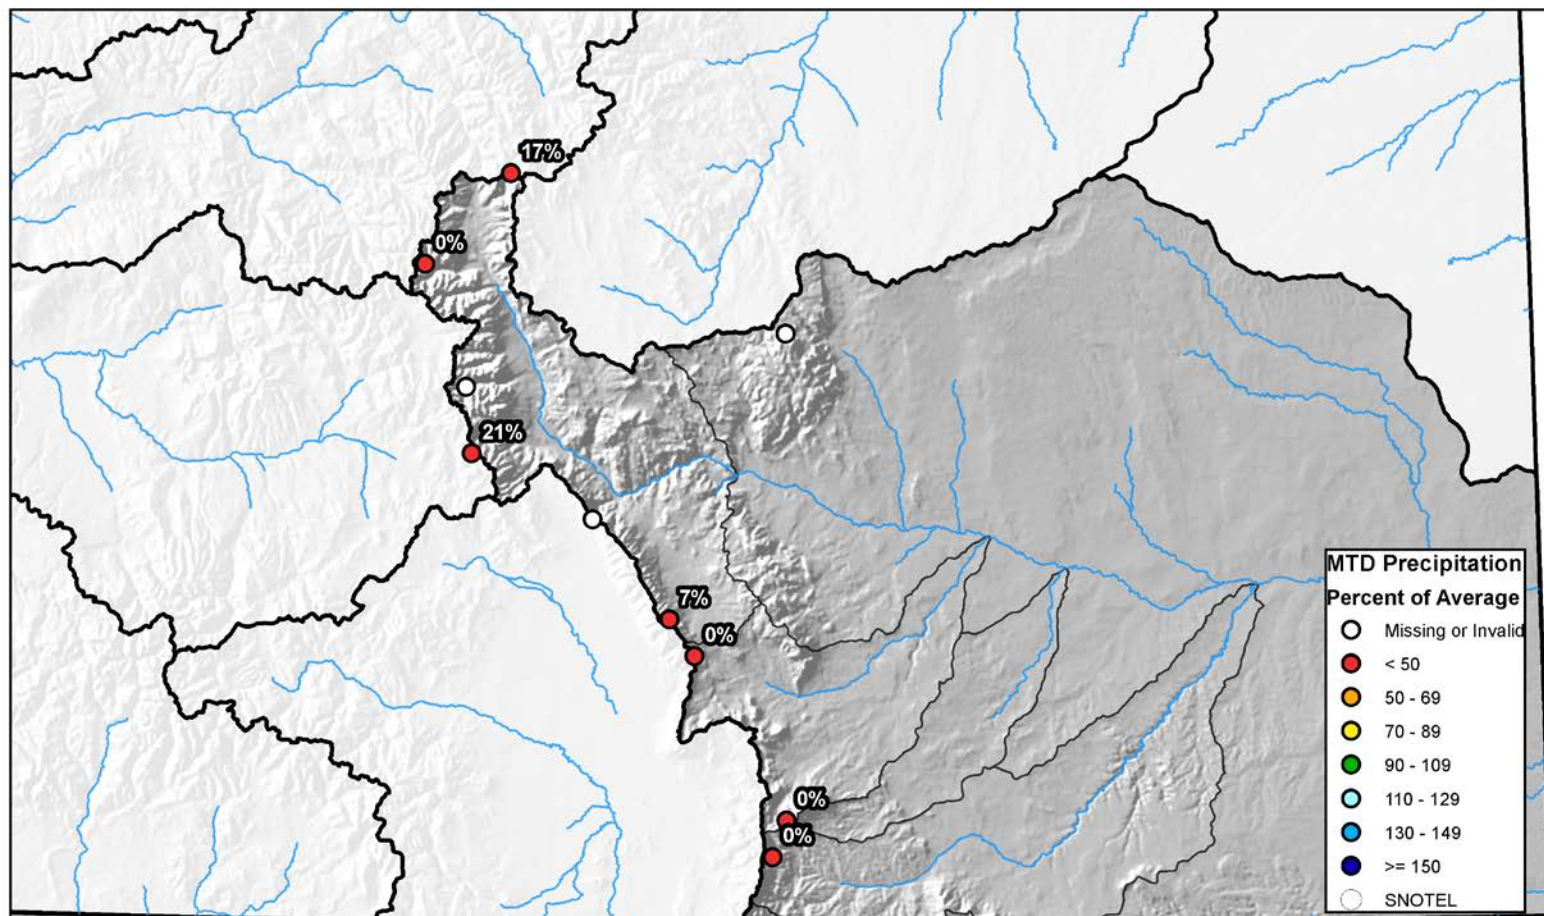 17%
0%
21%
7%
0%
0%
0%
MTD Precipitation
Percent of Average
Missing or Invalid
< 50
50 - 69
70 - 89
90 - 109
110 - 129
130 - 149
>= 150
SNOTEL